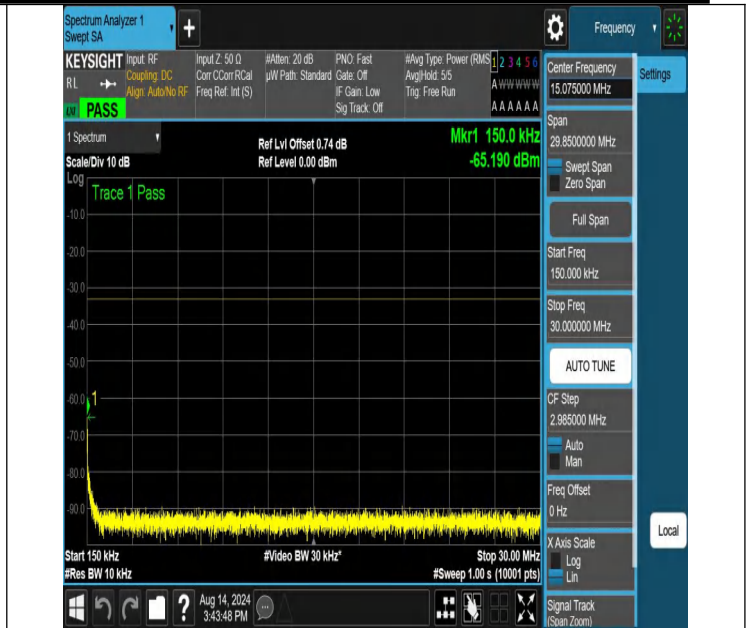 Spectrum Analyzer 1
Swept SA
+
Frequency
KEYSIGHT
RL
PASS
Input: RF
Coupling: DC
Align: Auto/No RF
Input Z: 50 Ω
Corr CCorr RCal
Freq Ref: Int (S)
#Atten: 20 dB
µW Path: Standard
PNO: Fast
Gate: Off
IF Gain: Low
Sig Track: Off
#Avg Type: Power (RMS
Avg|Hold: 5/5
Trig: Free Run
1 2 3 4 5 6
A W W W W W
A A A A A A
1 Spectrum
Scale/Div 10 dB
Ref Lvl Offset 0.74 dB
Ref Level 0.00 dBm
Mkr1 150.0 kHz
-65.190 dBm
Log
Trace 1 Pass
-10.0
-20.0
-30.0
-40.0
-50.0
-60.0
1
-70.0
-80.0
-90.0
Start 150 kHz
#Res BW 10 kHz
#Video BW 30 kHz*
Stop 30.00 MHz
#Sweep 1.00 s (10001 pts)
?
Aug 14, 2024
3:43:48 PM
Center Frequency
15.075000 MHz
Settings
Span
29.8500000 MHz
Swept Span
Zero Span
Full Span
Start Freq
150.000 kHz
Stop Freq
30.000000 MHz
AUTO TUNE
CF Step
2.985000 MHz
Auto
Man
Freq Offset
0 Hz
X Axis Scale
Log
Lin
Local
Signal Track
(Span Zoom)